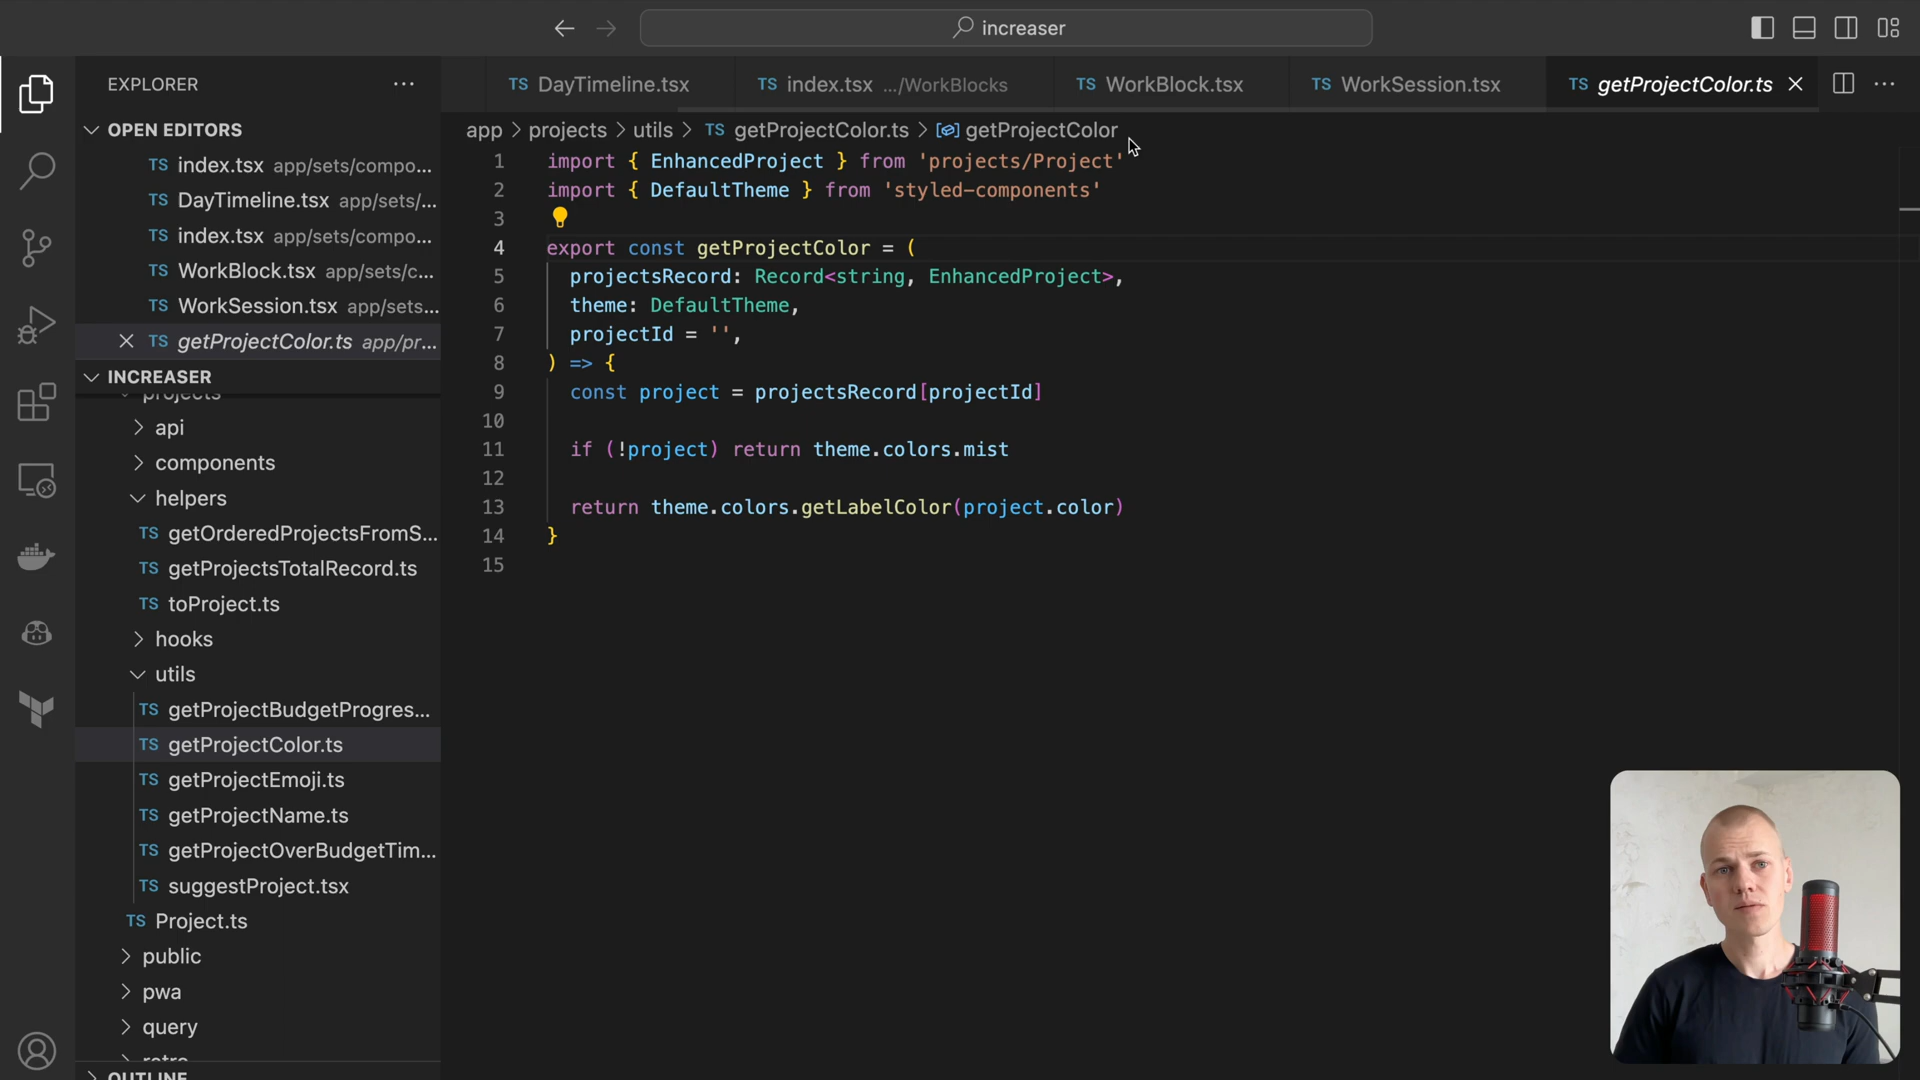 increaser
EXPLORER
OPEN EDITORS
TS index.tsx app/sets/compo...
TS DayTimeline.tsx app/sets/...
TS index.tsx app/sets/compo...
TS WorkBlock.tsx app/sets/c...
TS WorkSession.tsx app/sets...
TS getProjectColor.ts app/pr...
INCREASER
projects
api
components
helpers
TS getOrderedProjectsFromS...
TS getProjectsTotalRecord.ts
TS toProject.ts
hooks
utils
TS getProjectBudgetProgres...
TS getProjectColor.ts
TS getProjectEmoji.ts
TS getProjectName.ts
TS getProjectOverBudgetTim...
TS suggestProject.tsx
TS Project.ts
public
pwa
query
retro
OUTLINE
TS DayTimeline.tsx
TS index.tsx .../WorkBlocks
TS WorkBlock.tsx
TS WorkSession.tsx
TS getProjectColor.ts
app > projects > utils > TS getProjectColor.ts > getProjectColor
1 import { EnhancedProject } from 'projects/Project'
2 import { DefaultTheme } from 'styled-components'
3
4 export const getProjectColor = (
5 projectsRecord: Record<string, EnhancedProject>,
6 theme: DefaultTheme,
7 projectId = '',
8 ) => {
9 const project = projectsRecord[projectId]
10
11 if (!project) return theme.colors.mist
12
13 return theme.colors.getLabelColor(project.color)
14 }
15